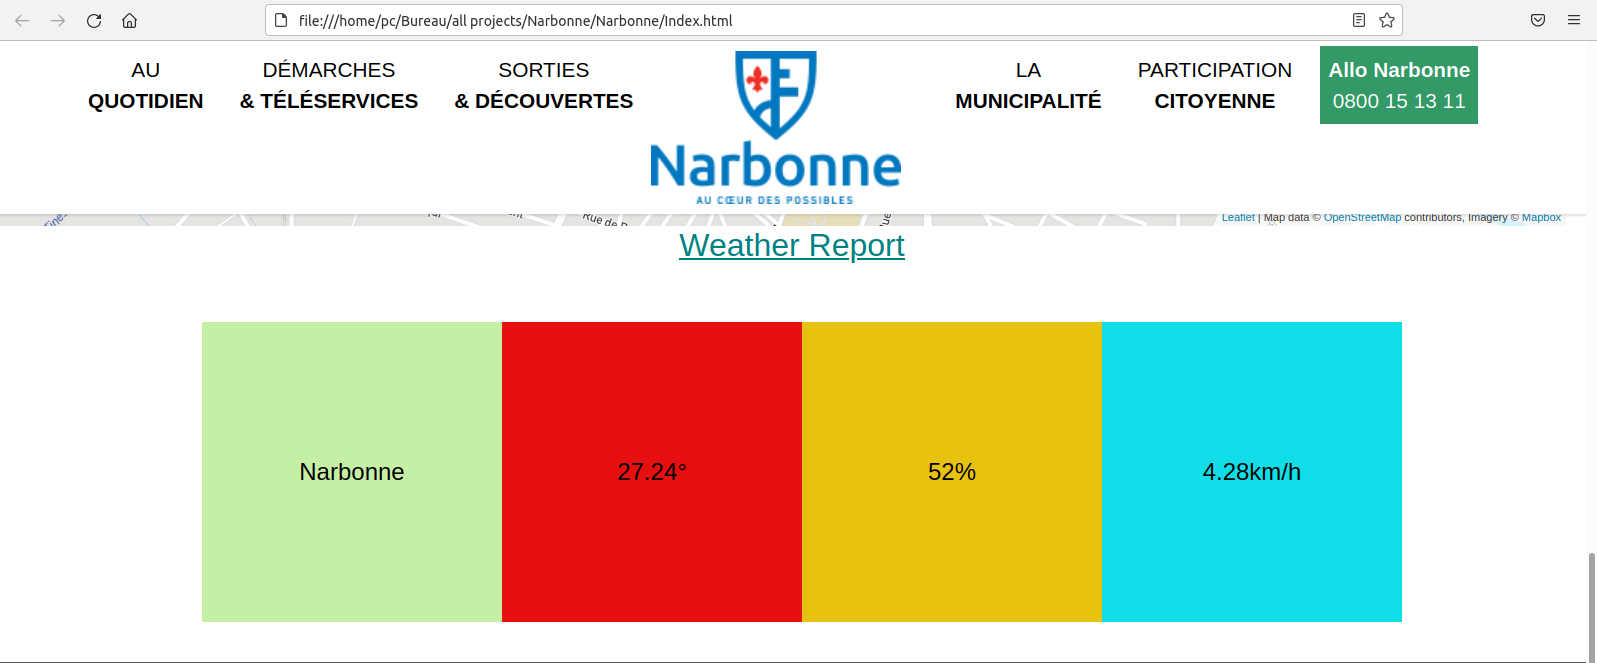 file:///home/pc/Bureau/all projects/Narbonne/Narbonne/Index.html
AU
QUOTIDIEN
DÉMARCHES
& TÉLÉSERVICES
SORTIES
& DÉCOUVERTES
Narbonne
AU CŒUR DES POSSIBLES
LA
MUNICIPALITÉ
PARTICIPATION
CITOYENNE
Allo Narbonne
0800 15 13 11
Rue de
Leaflet | Map data © OpenStreetMap contributors, Imagery © Mapbox
Weather Report
Narbonne
27.24°
52%
4.28km/h